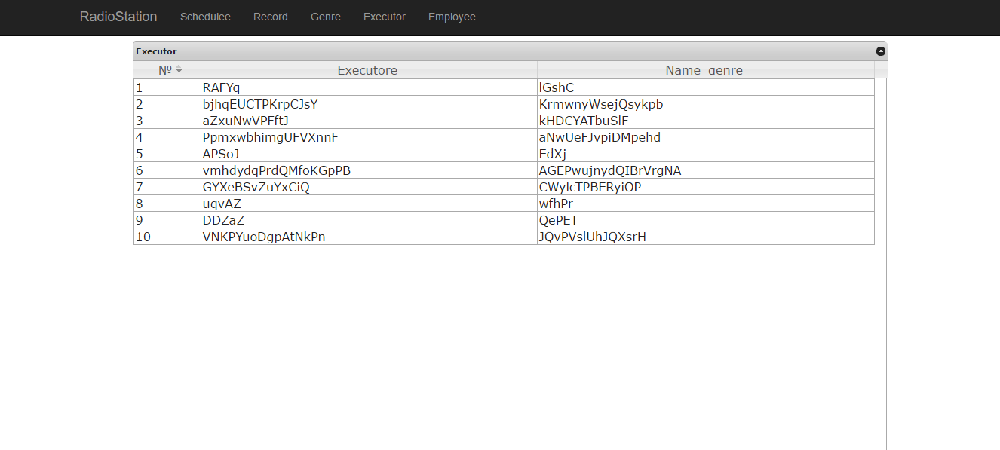 RadioStation Schedulee Record Genre Executor Employee
Executor
№ Executore Name_genre
1 RAFYq lGshC
2 bjhqEUCTPKrpCJsY KrmwnyWsejQsykpb
3 aZxuNwVPFftJ kHDCYATbuSlF
4 PpmxwbhimgUFVXnnF aNwUeFJvpiDMpehd
5 APSoJ EdXj
6 vmhdydqPrdQMfoKGpPB AGEPwujnydQIBrVrgNA
7 GYXeBSvZuYxCiQ CWylcTPBERyiOP
8 uqvAZ wfhPr
9 DDZaZ QePET
10 VNKPYuoDgpAtNkPn JQvPVslUhJQXsrH